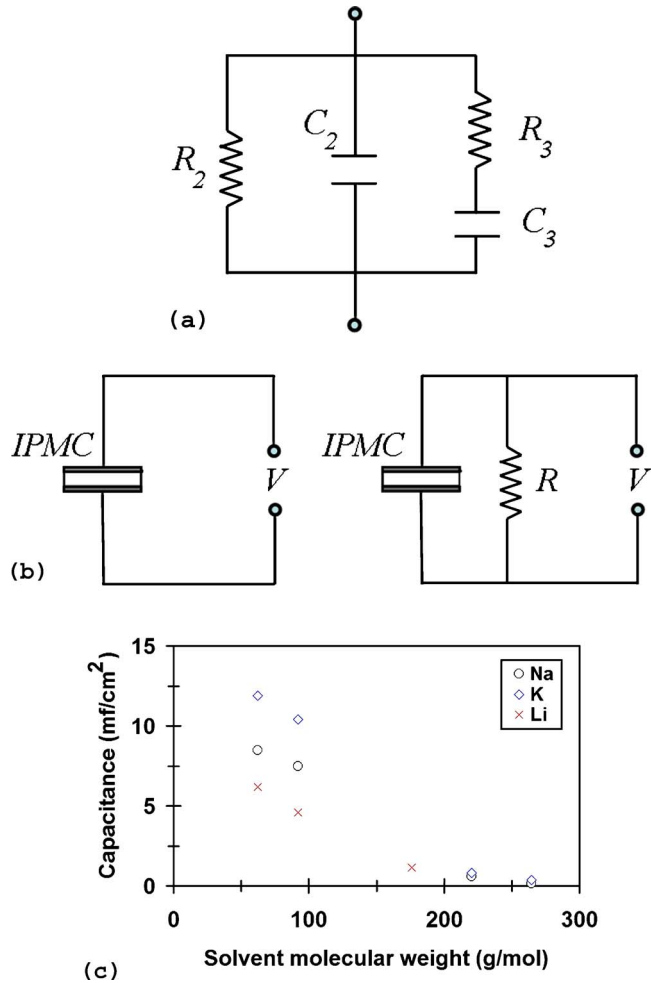 C2
R3
R2
C3
(a)
IPMC
V
IPMC
R
V
(b)
15
10
5
0
Capacitance (mf/cm²)
Na
K
Li
0 100 200 300
Solvent molecular weight (g/mol)
(c)